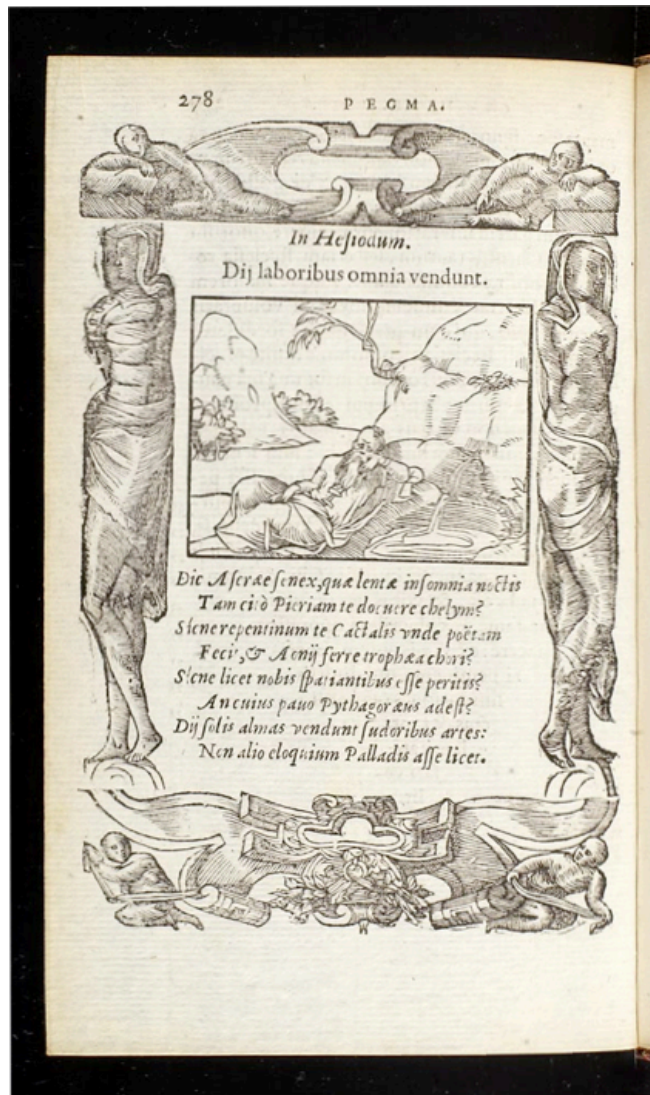 278 PEGMA.
In Hesiodum.
Dij laboribus omnia vendunt.
Dic Ascrææ senex, quæ lentæ insomnia noctis
Tam citò Pieriam te docuere chelym?
Sicne repentinum te Castalis vnde poëtam
Fecit, & Aonij ferre trophæa chori?
Sicne licet nobis spatiantibus esse peritis?
An cuius pauo Pythagoræus adest?
Dij solis almas vendunt sudoribus artes:
Non alio eloquium Palladis asse licet.